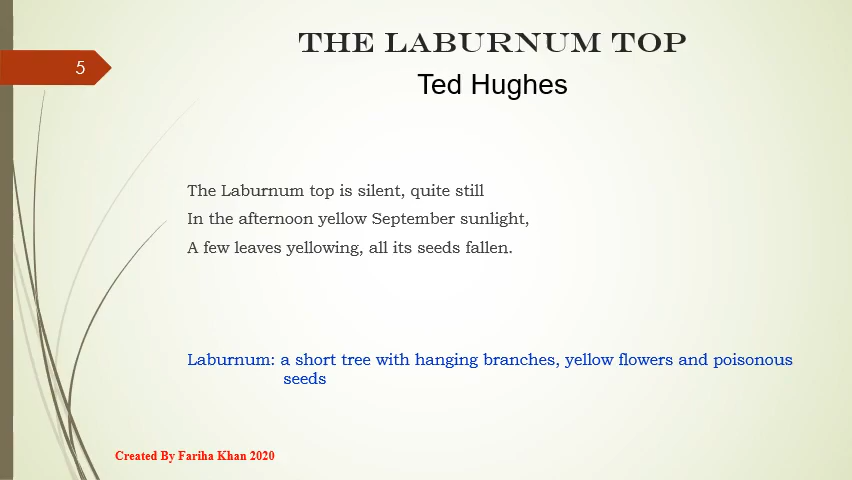 THE LABURNUM TOP
5
Ted Hughes
The Laburnum top is silent, quite still
In the afternoon yellow September sunlight,
A few leaves yellowing, all its seeds fallen.
Laburnum: a short tree with hanging branches, yellow flowers and poisonous
seeds
Created By Fariha Khan 2020